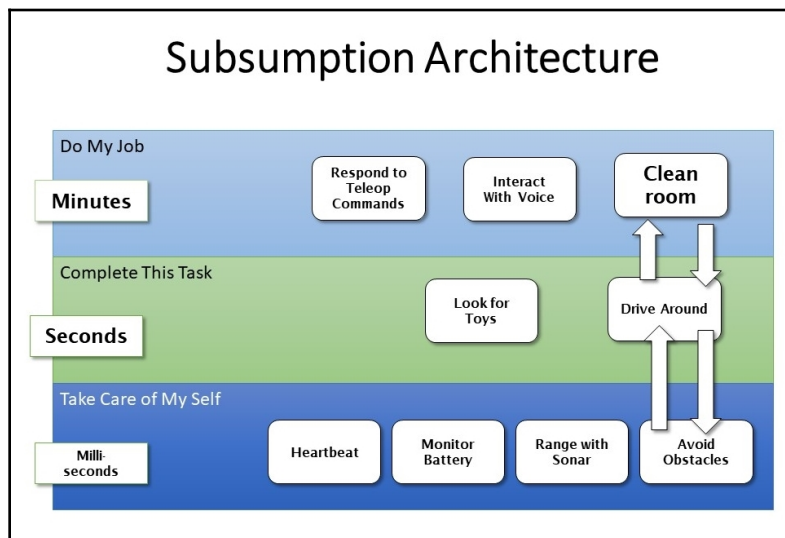 Subsumption Architecture
Do My Job
Minutes
Respond to
Teleop
Commands
Interact
With Voice
Clean
room
Complete This Task
Seconds
Look for
Toys
Drive Around
Take Care of My Self
Milli-
seconds
Heartbeat
Monitor
Battery
Range with
Sonar
Avoid
Obstacles